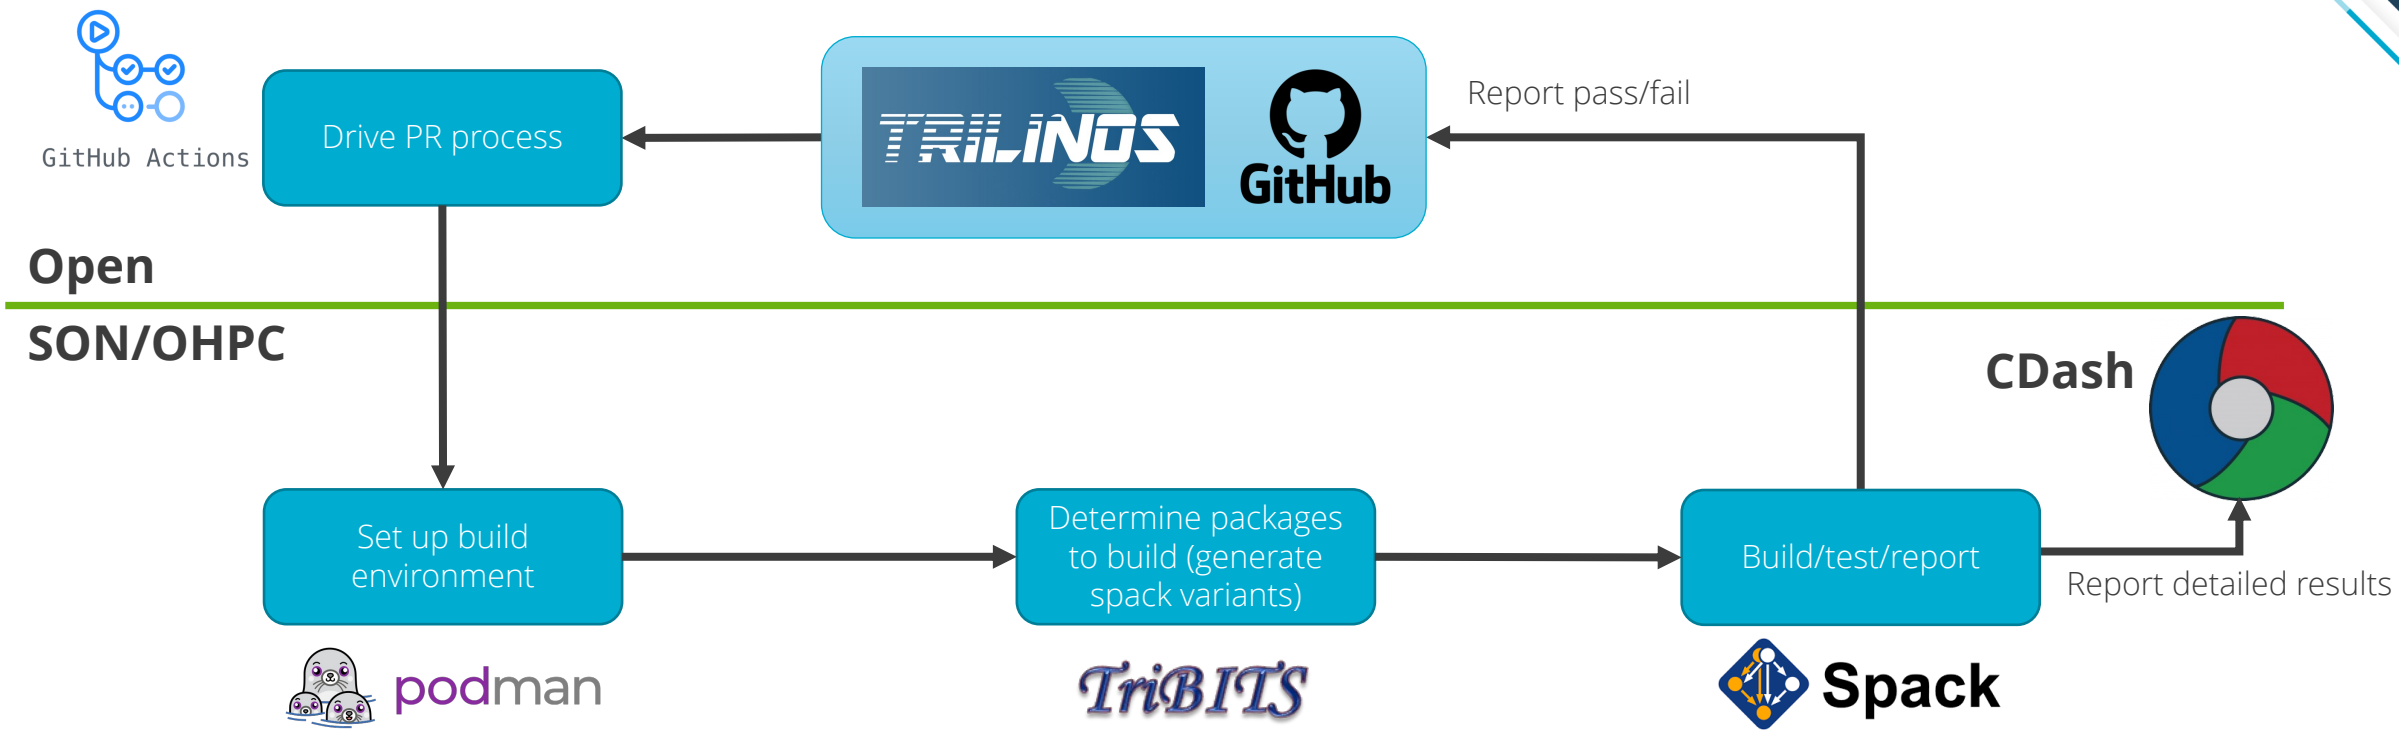 GitHub Actions
Drive PR process
TRILINOS
GitHub
Report pass/fail
Open
SON/OHPC
CDash
Set up build
environment
Determine packages
to build (generate
spack variants)
Build/test/report
Report detailed results
podman
TriBITS
Spack